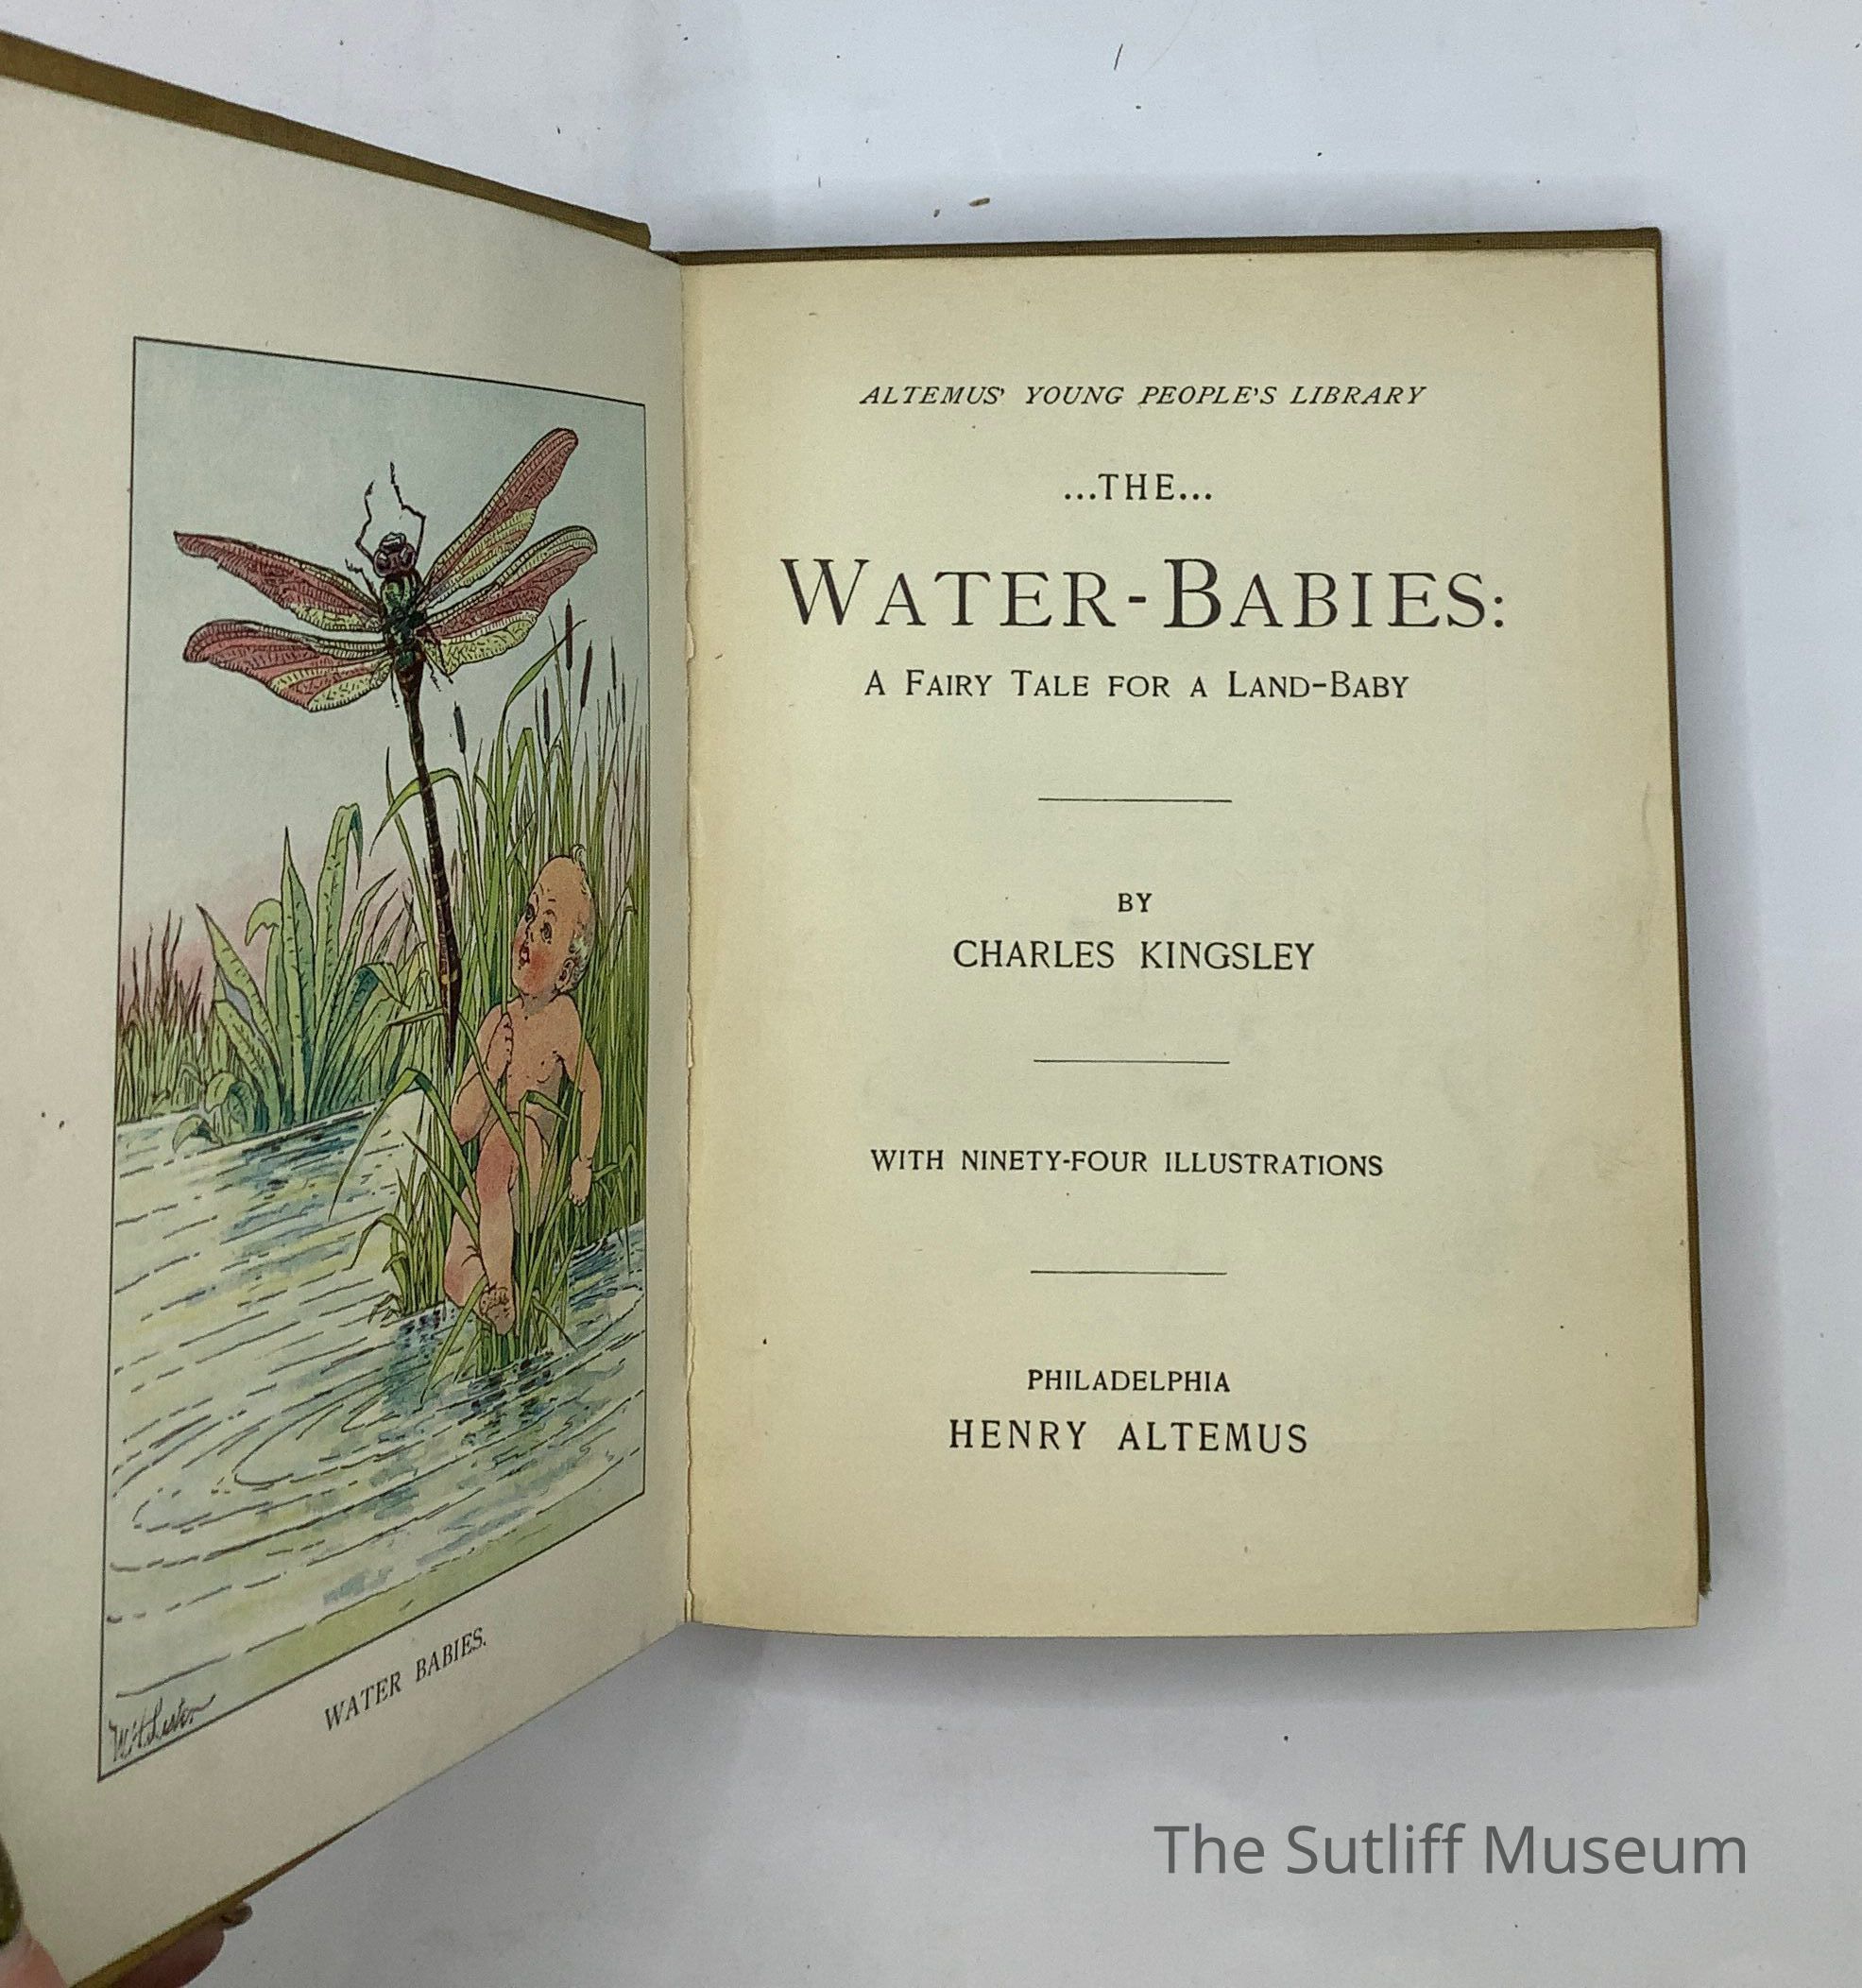 WATER BABIES.
ALTEMUS' YOUNG PEOPLE'S LIBRARY
...THE...
WATER-BABIES:
A FAIRY TALE FOR A LAND-BABY
BY
CHARLES KINGSLEY
WITH NINETY-FOUR ILLUSTRATIONS
PHILADELPHIA
HENRY ALTEMUS
The Sutliff Museum